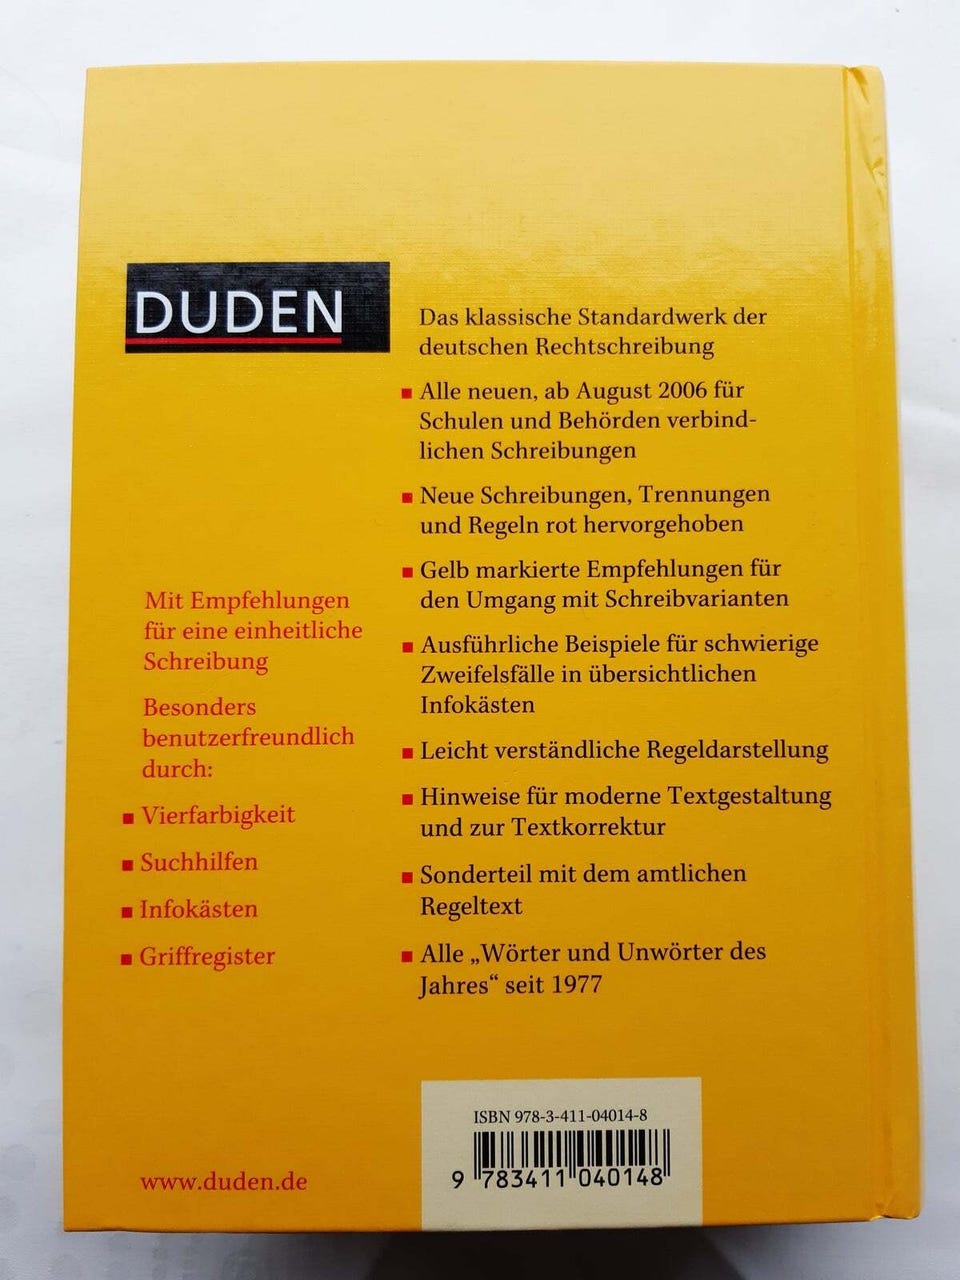 DUDEN
Das klassische Standardwerk der
deutschen Rechtschreibung
▪ Alle neuen, ab August 2006 für
Schulen und Behörden verbind-
lichen Schreibungen
▪ Neue Schreibungen, Trennungen
und Regeln rot hervorgehoben
▪ Gelb markierte Empfehlungen für
den Umgang mit Schreibvarianten
▪ Ausführliche Beispiele für schwierige
Zweifelsfälle in übersichtlichen
Infokästen
▪ Leicht verständliche Regeldarstellung
▪ Hinweise für moderne Textgestaltung
und zur Textkorrektur
▪ Sonderteil mit dem amtlichen
Regeltext
▪ Alle „Wörter und Unwörter des
Jahres“ seit 1977
Mit Empfehlungen
für eine einheitliche
Schreibung
Besonders
benutzerfreundlich
durch:
▪ Vierfarbigkeit
▪ Suchhilfen
▪ Infokästen
▪ Griffregister
www.duden.de
ISBN 978-3-411-04014-8
9 783411 040148